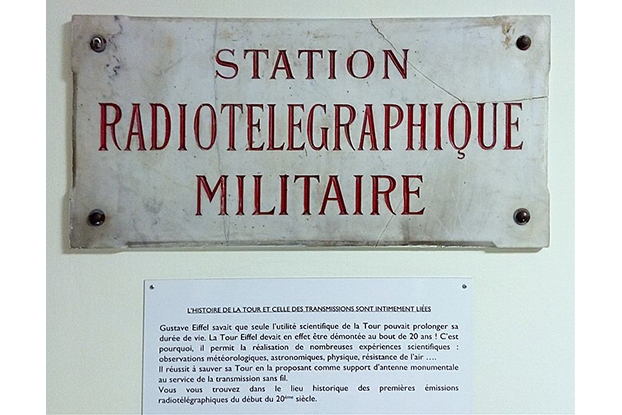 STATION
RADIOTELEGRAPHIQUE
MILITAIRE
L'HISTOIRE DE LA TOUR ET CELLE DES TRANSMISSIONS SONT INTIMEMENT LIÉES
Gustave Eiffel savait que seule l'utilité scientifique de la Tour pouvait prolonger sa
durée de vie. La Tour Eiffel devait en effet être démontée au bout de 20 ans ! C'est
pourquoi, il permit la réalisation de nombreuses expériences scientifiques :
observations météorologiques, astronomiques, physique, résistance de l'air ….
Il réussit à sauver sa Tour en la proposant comme support d'antenne monumentale
au service de la transmission sans fil.
Vous vous trouvez dans le lieu historique des premières émissions
radiotélégraphiques du début du 20ème siècle.